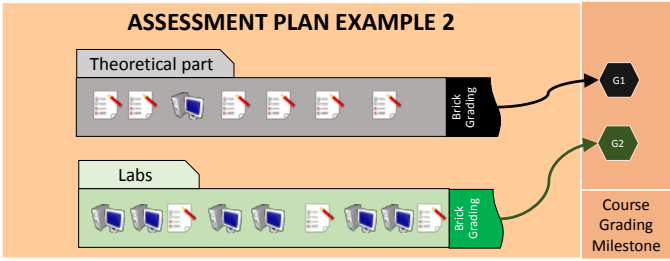 ASSESSMENT PLAN EXAMPLE 2
Theoretical part
Brick
Grading
G1
G2
Labs
Brick
Grading
Course
Grading
Milestone